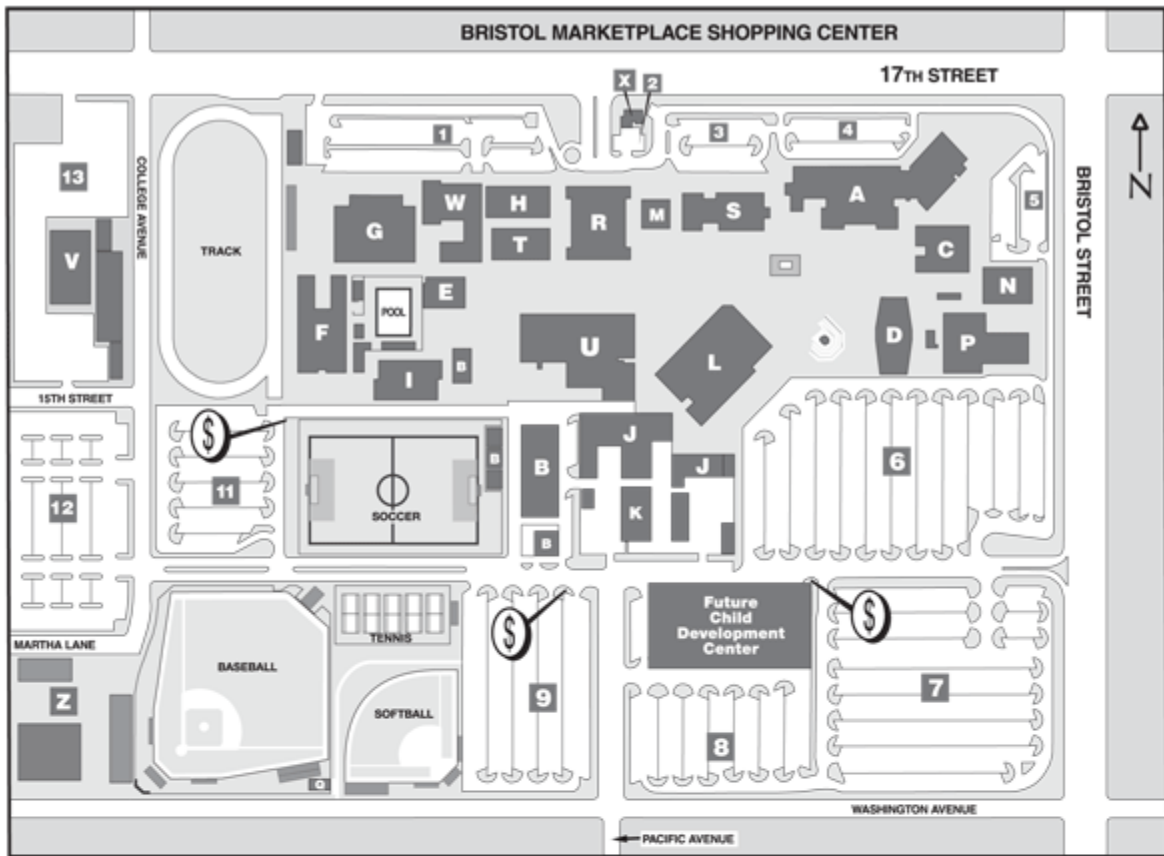 BRISTOL MARKETPLACE SHOPPING CENTER
17TH STREET
X
2
1
3
4
13
COLLEGE AVENUE
BRISTOL STREET
N
A
5
W
H
R
M
S
G
T
C
V
TRACK
E
N
POOL
F
U
D
P
B
L
I
15TH STREET
$
J
6
B
B
J
11
12
K
SOCCER
B
$
$
Future
Child
Development
Center
MARTHA LANE
TENNIS
BASEBALL
Z
9
7
SOFTBALL
8
WASHINGTON AVENUE
PACIFIC AVENUE